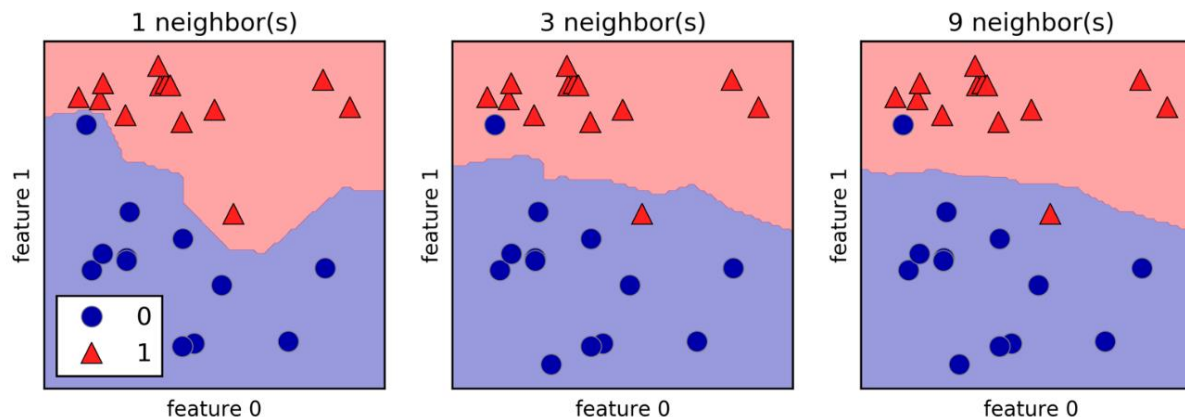 1 neighbor(s)
3 neighbor(s)
9 neighbor(s)
feature 1
feature 1
feature 1
0
1
feature 0
feature 0
feature 0